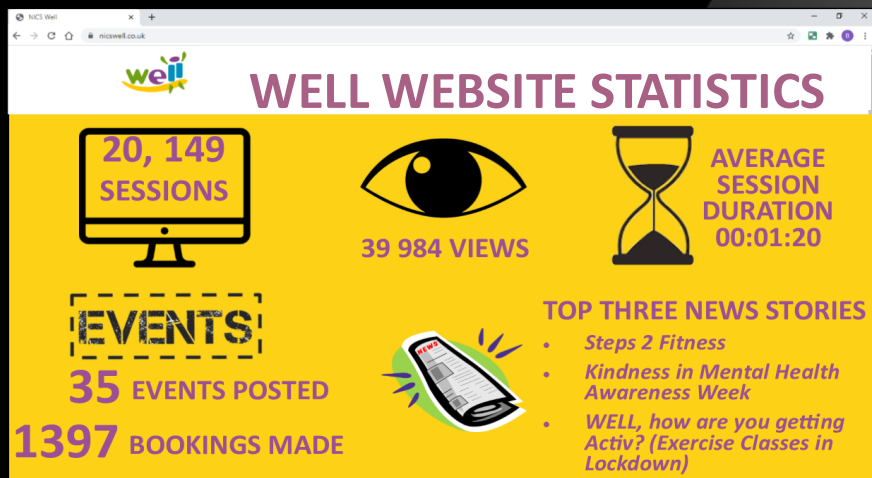 NICS Well
nicswell.co.uk
B
well
WELL WEBSITE STATISTICS
20, 149
SESSIONS
39 984 VIEWS
AVERAGE
SESSION
DURATION
00:01:20
EVENTS
35 EVENTS POSTED
1397 BOOKINGS MADE
NEWS
TOP THREE NEWS STORIES
• Steps 2 Fitness
• Kindness in Mental Health
Awareness Week
• WELL, how are you getting
Activ? (Exercise Classes in
Lockdown)